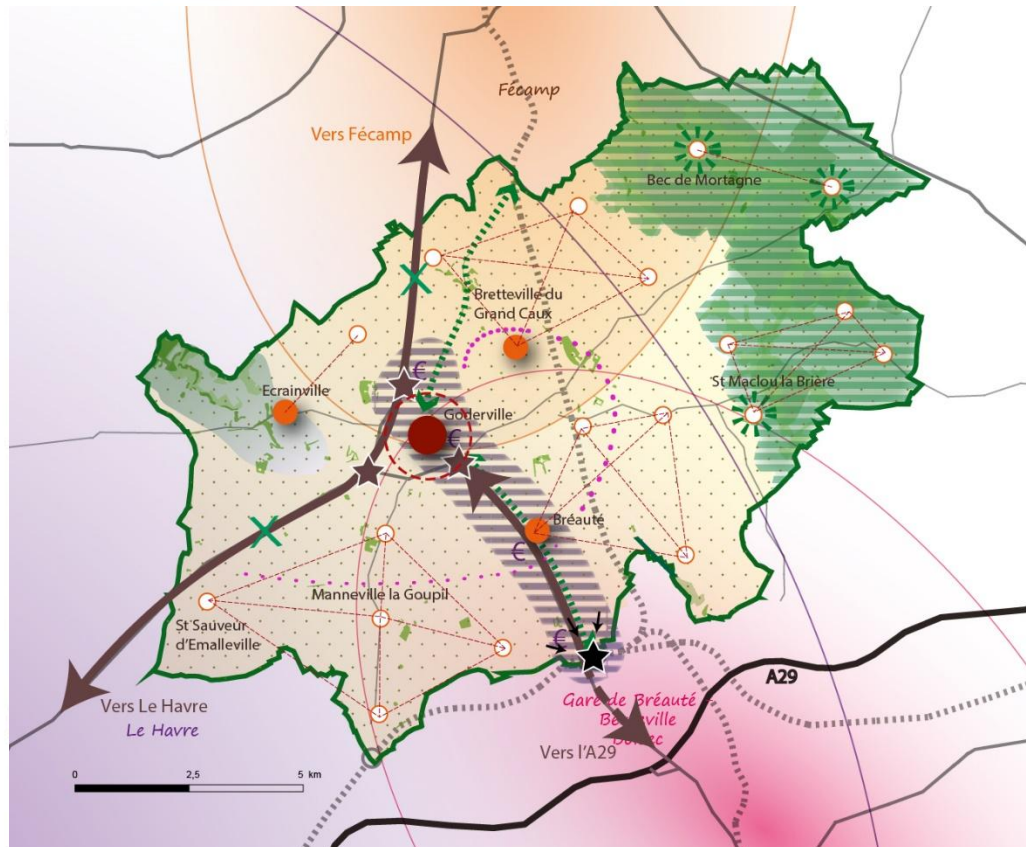 Fécamp
Vers Fécamp
Bec de Mortagne
Bretteville du
Grand Caux
€
Ecrainville
St Maclou la Brière
Goderville
€
Bréauté
€
Manneville la Goupil
St Sauveur
d'Emalleville
€
A29
Gare de Bréauté
Vers Le Havre
Le Havre
Vers l'A29
0 2,5 5 km